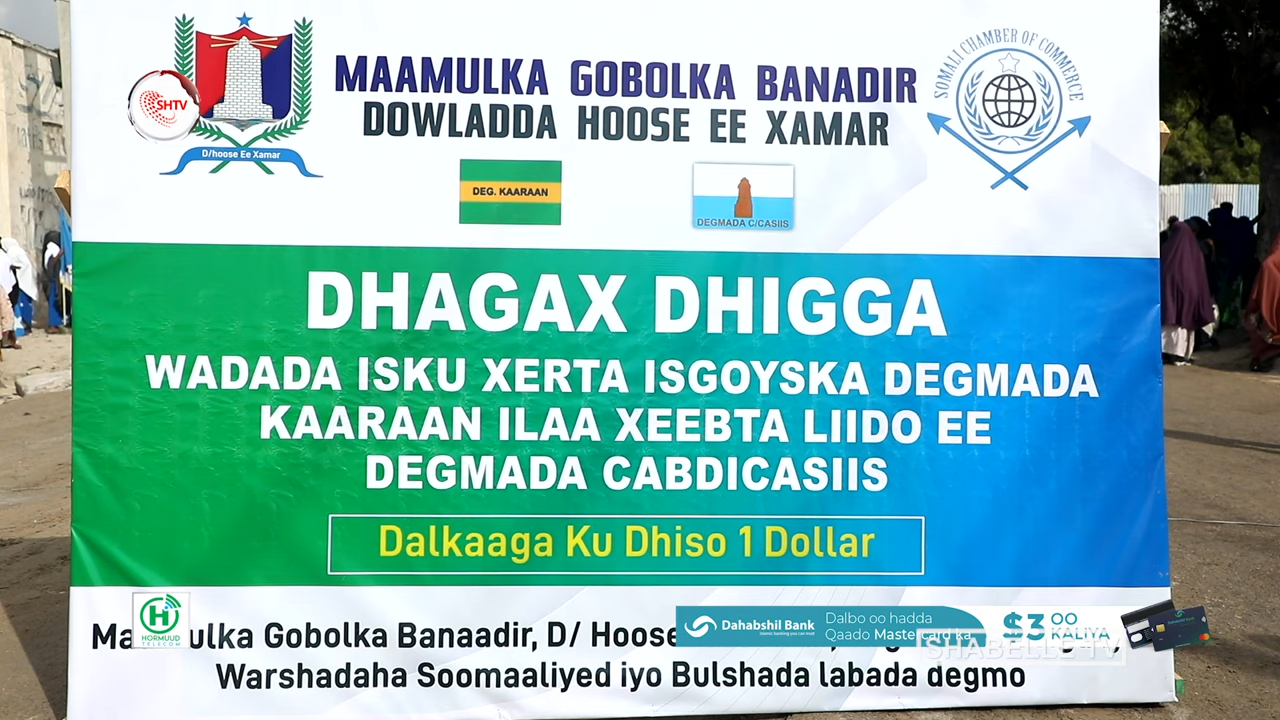 SHTV
D/hoose Ee Xamar
MAAMULKA GOBOLKA BANADIR
DOWLADDA HOOSE EE XAMAR
SOMALI CHAMBER OF COMMERCE
DEG. KAARAAN
DEGMADA C/CASIIS
DHAGAX DHIGGA
WADADA ISKU XERTA ISGOYSKA DEGMADA
KAARAAN ILAA XEEBTA LIIDO EE
DEGMADA CABDICASIIS
Dalkaaga Ku Dhiso 1 Dollar
HORMUUD
TELECOM
Gobolka Banaadir, D/ Hoose
Warshadaha Soomaaliyed iyo Bulshada labada degmo
Dahabshil Bank
Islamic banking you can trust
Dalbo oo hadda
Qaado Mastercard ka
$3 00
KALIYA
SHABELLE TV